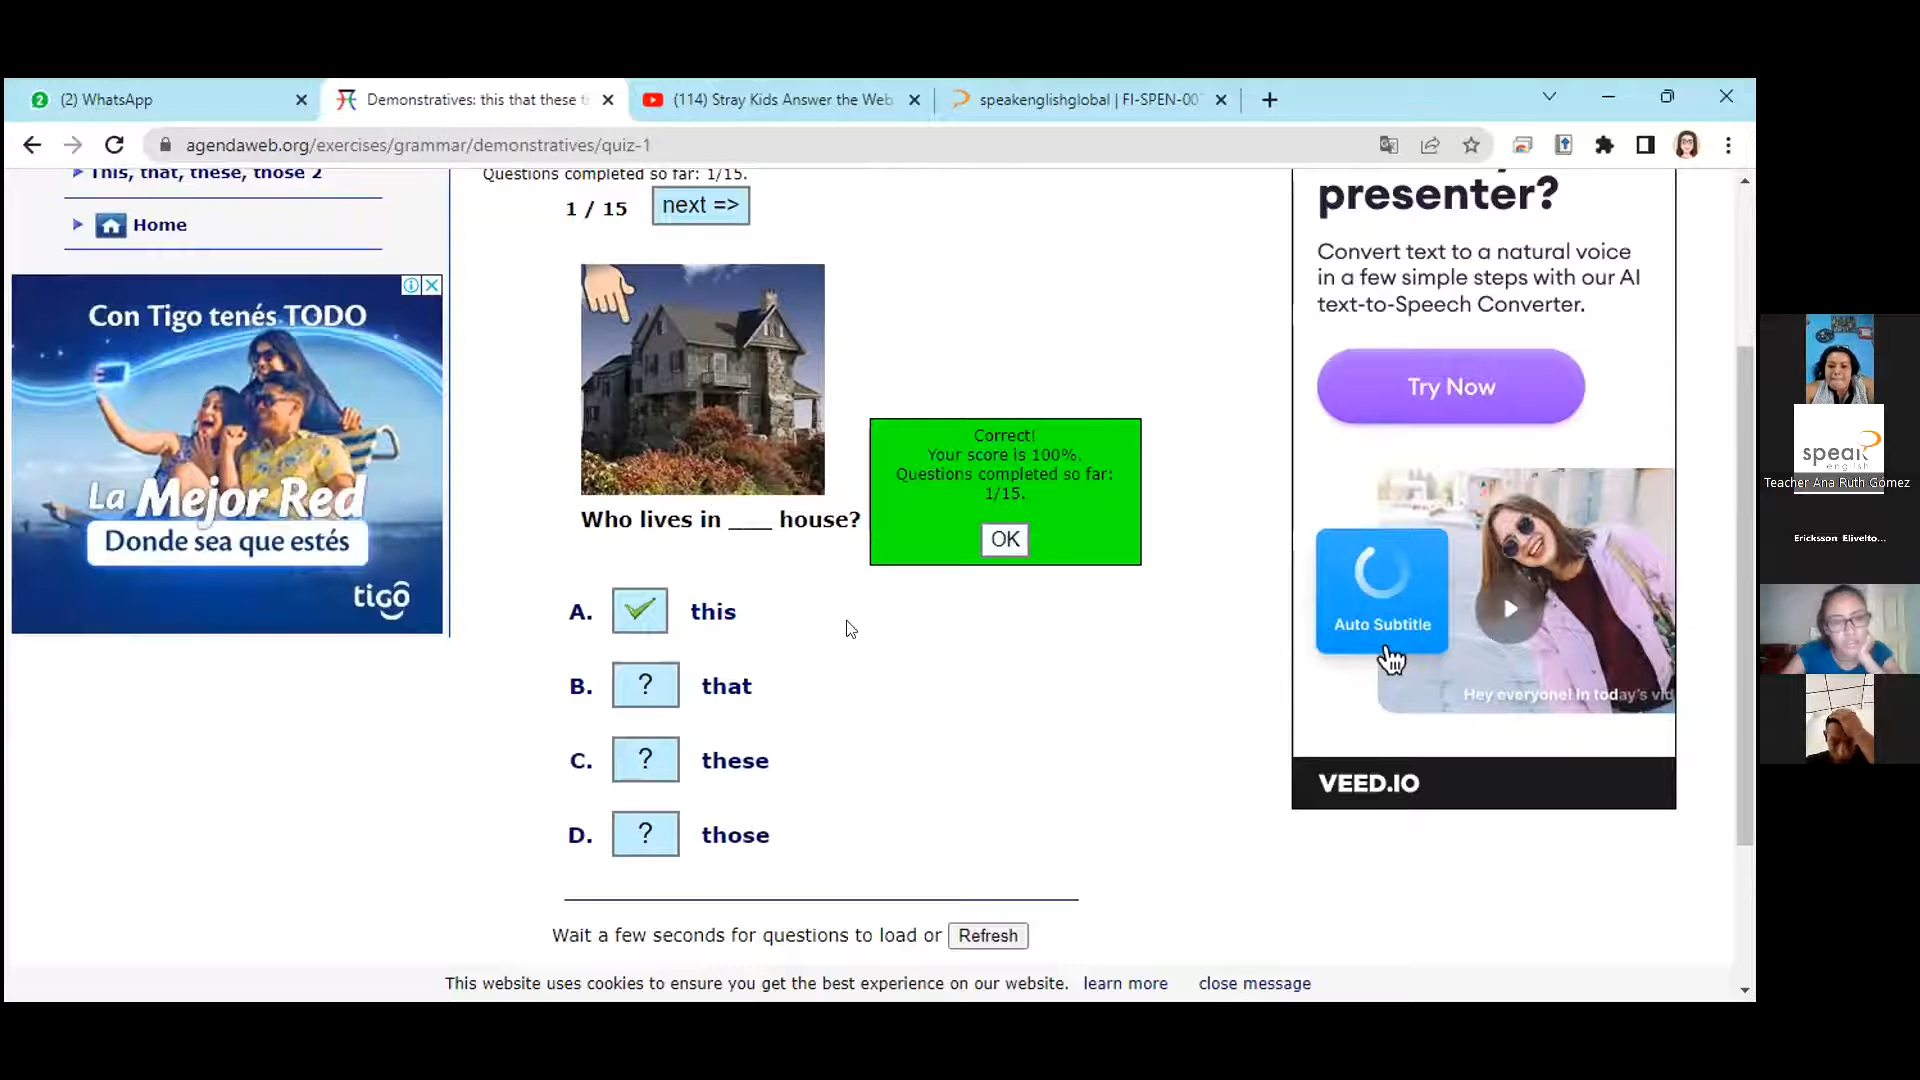 (2) WhatsApp
Demonstratives: this that these t
(114) Stray Kids Answer the Web
speakenglishglobal | FI-SPEN-00
agendaweb.org/exercises/grammar/demonstratives/quiz-1
This, that, these, those 2
Home
Con Tigo tenés TODO
La Mejor Red
Donde sea que estés
tigo
Questions completed so far: 1/15.
1 / 15
next =>
Who lives in ___ house?
Correct!
Your score is 100%.
Questions completed so far:
1/15.
OK
A. this
B. ? that
C. ? these
D. ? those
Wait a few seconds for questions to load or Refresh
This website uses cookies to ensure you get the best experience on our website. learn more close message
presenter?
Convert text to a natural voice
in a few simple steps with our AI
text-to-Speech Converter.
Try Now
Auto Subtitle
Hey everyone! In today's vid
VEED.IO
speak
english
Teacher Ana Ruth Gómez
Ericksson Elivelto...